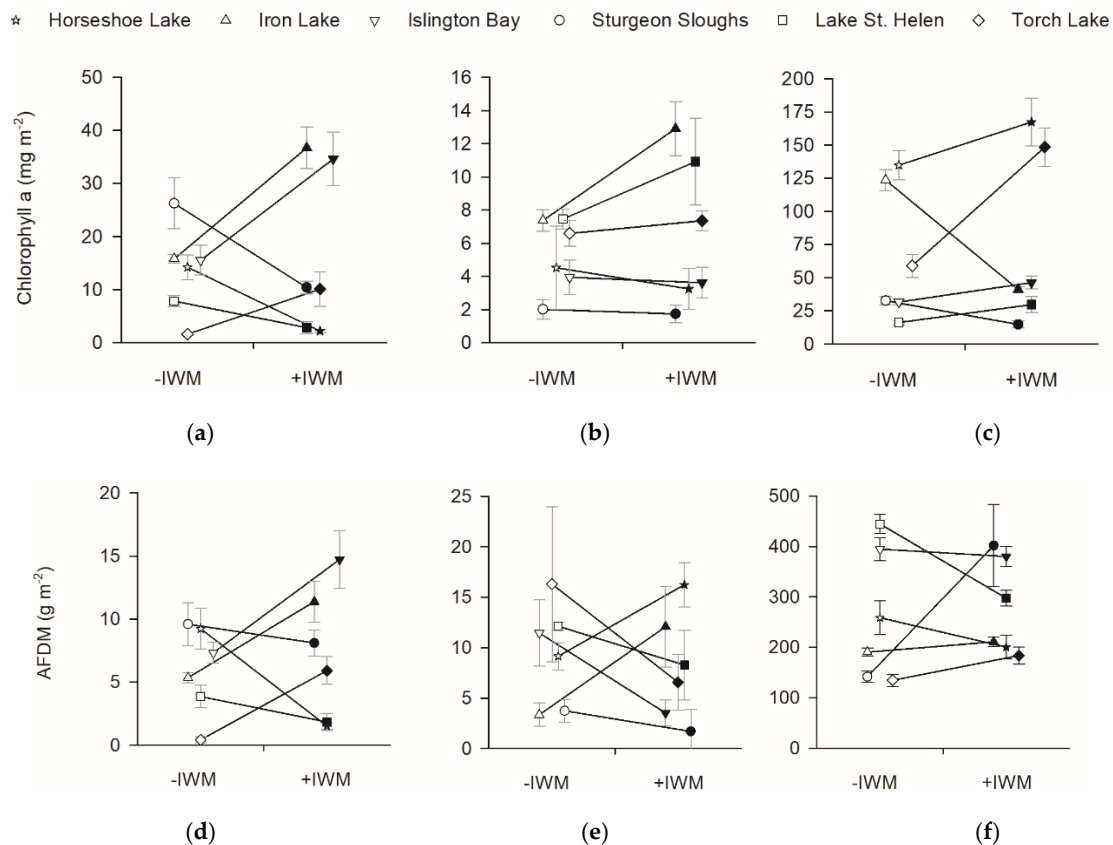 Horseshoe Lake Iron Lake Islington Bay Sturgeon Sloughs Lake St. Helen Torch Lake
Chlorophyll a (mg m-2)
50
40
30
20
10
0
-IWM +IWM
(a)
16
14
12
10
8
6
4
2
0
-IWM +IWM
(b)
200
175
150
125
100
75
50
25
0
-IWM +IWM
(c)
AFDM (g m-2)
20
15
10
5
0
-IWM +IWM
(d)
25
20
15
10
5
0
-IWM +IWM
(e)
500
400
300
200
100
0
-IWM +IWM
(f)